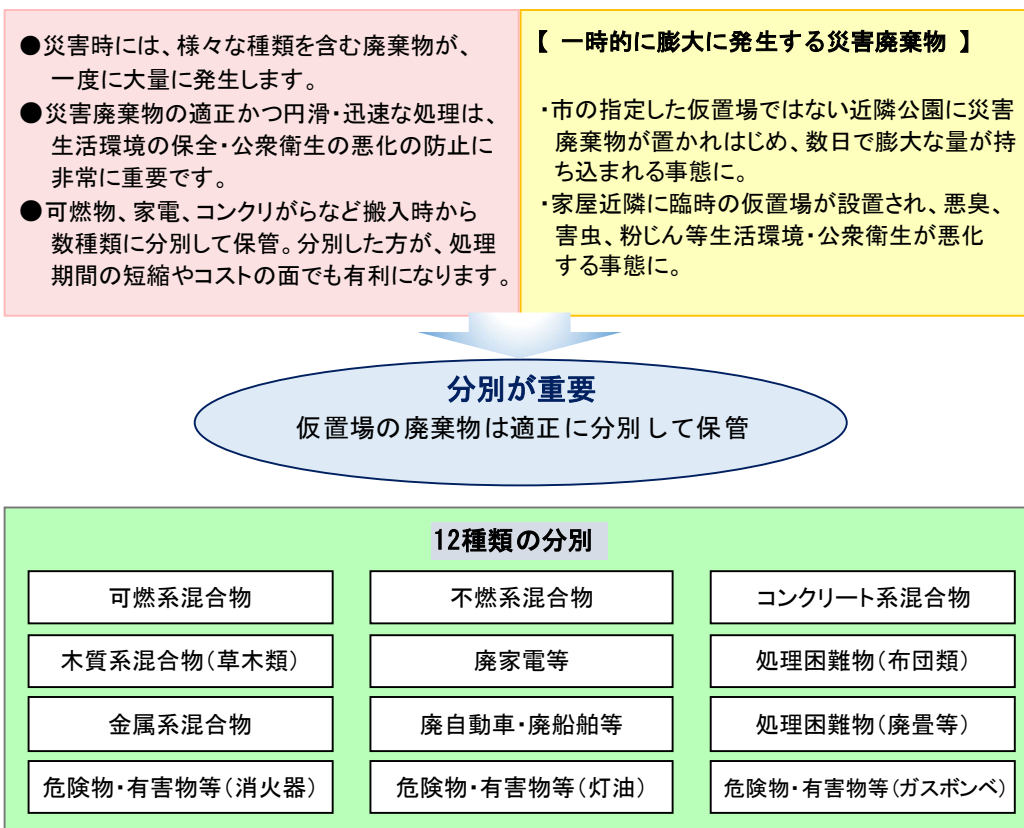 ●災害時には、様々な種類を含む廃棄物が、
一度に大量に発生します。
●災害廃棄物の適正かつ円滑・迅速な処理は、
生活環境の保全・公衆衛生の悪化の防止に
非常に重要です。
●可燃物、家電、コンクリがらなど搬入時から
数種類に分別して保管。分別した方が、処理
期間の短縮やコストの面でも有利になります。
【 一時的に膨大に発生する災害廃棄物 】
・市の指定した仮置場ではない近隣公園に災害
廃棄物が置かれはじめ、数日で膨大な量が持
ち込まれる事態に。
・家屋近隣に臨時の仮置場が設置され、悪臭、
害虫、粉じん等生活環境・公衆衛生が悪化
する事態に。
分別が重要
仮置場の廃棄物は適正に分別して保管
12種類の分別
可燃系混合物
不燃系混合物
コンクリート系混合物
木質系混合物(草木類)
廃家電等
処理困難物(布団類)
金属系混合物
廃自動車・廃船舶等
処理困難物(廃畳等)
危険物・有害物等(消火器)
危険物・有害物等(灯油)
危険物・有害物等(ガスボンベ)